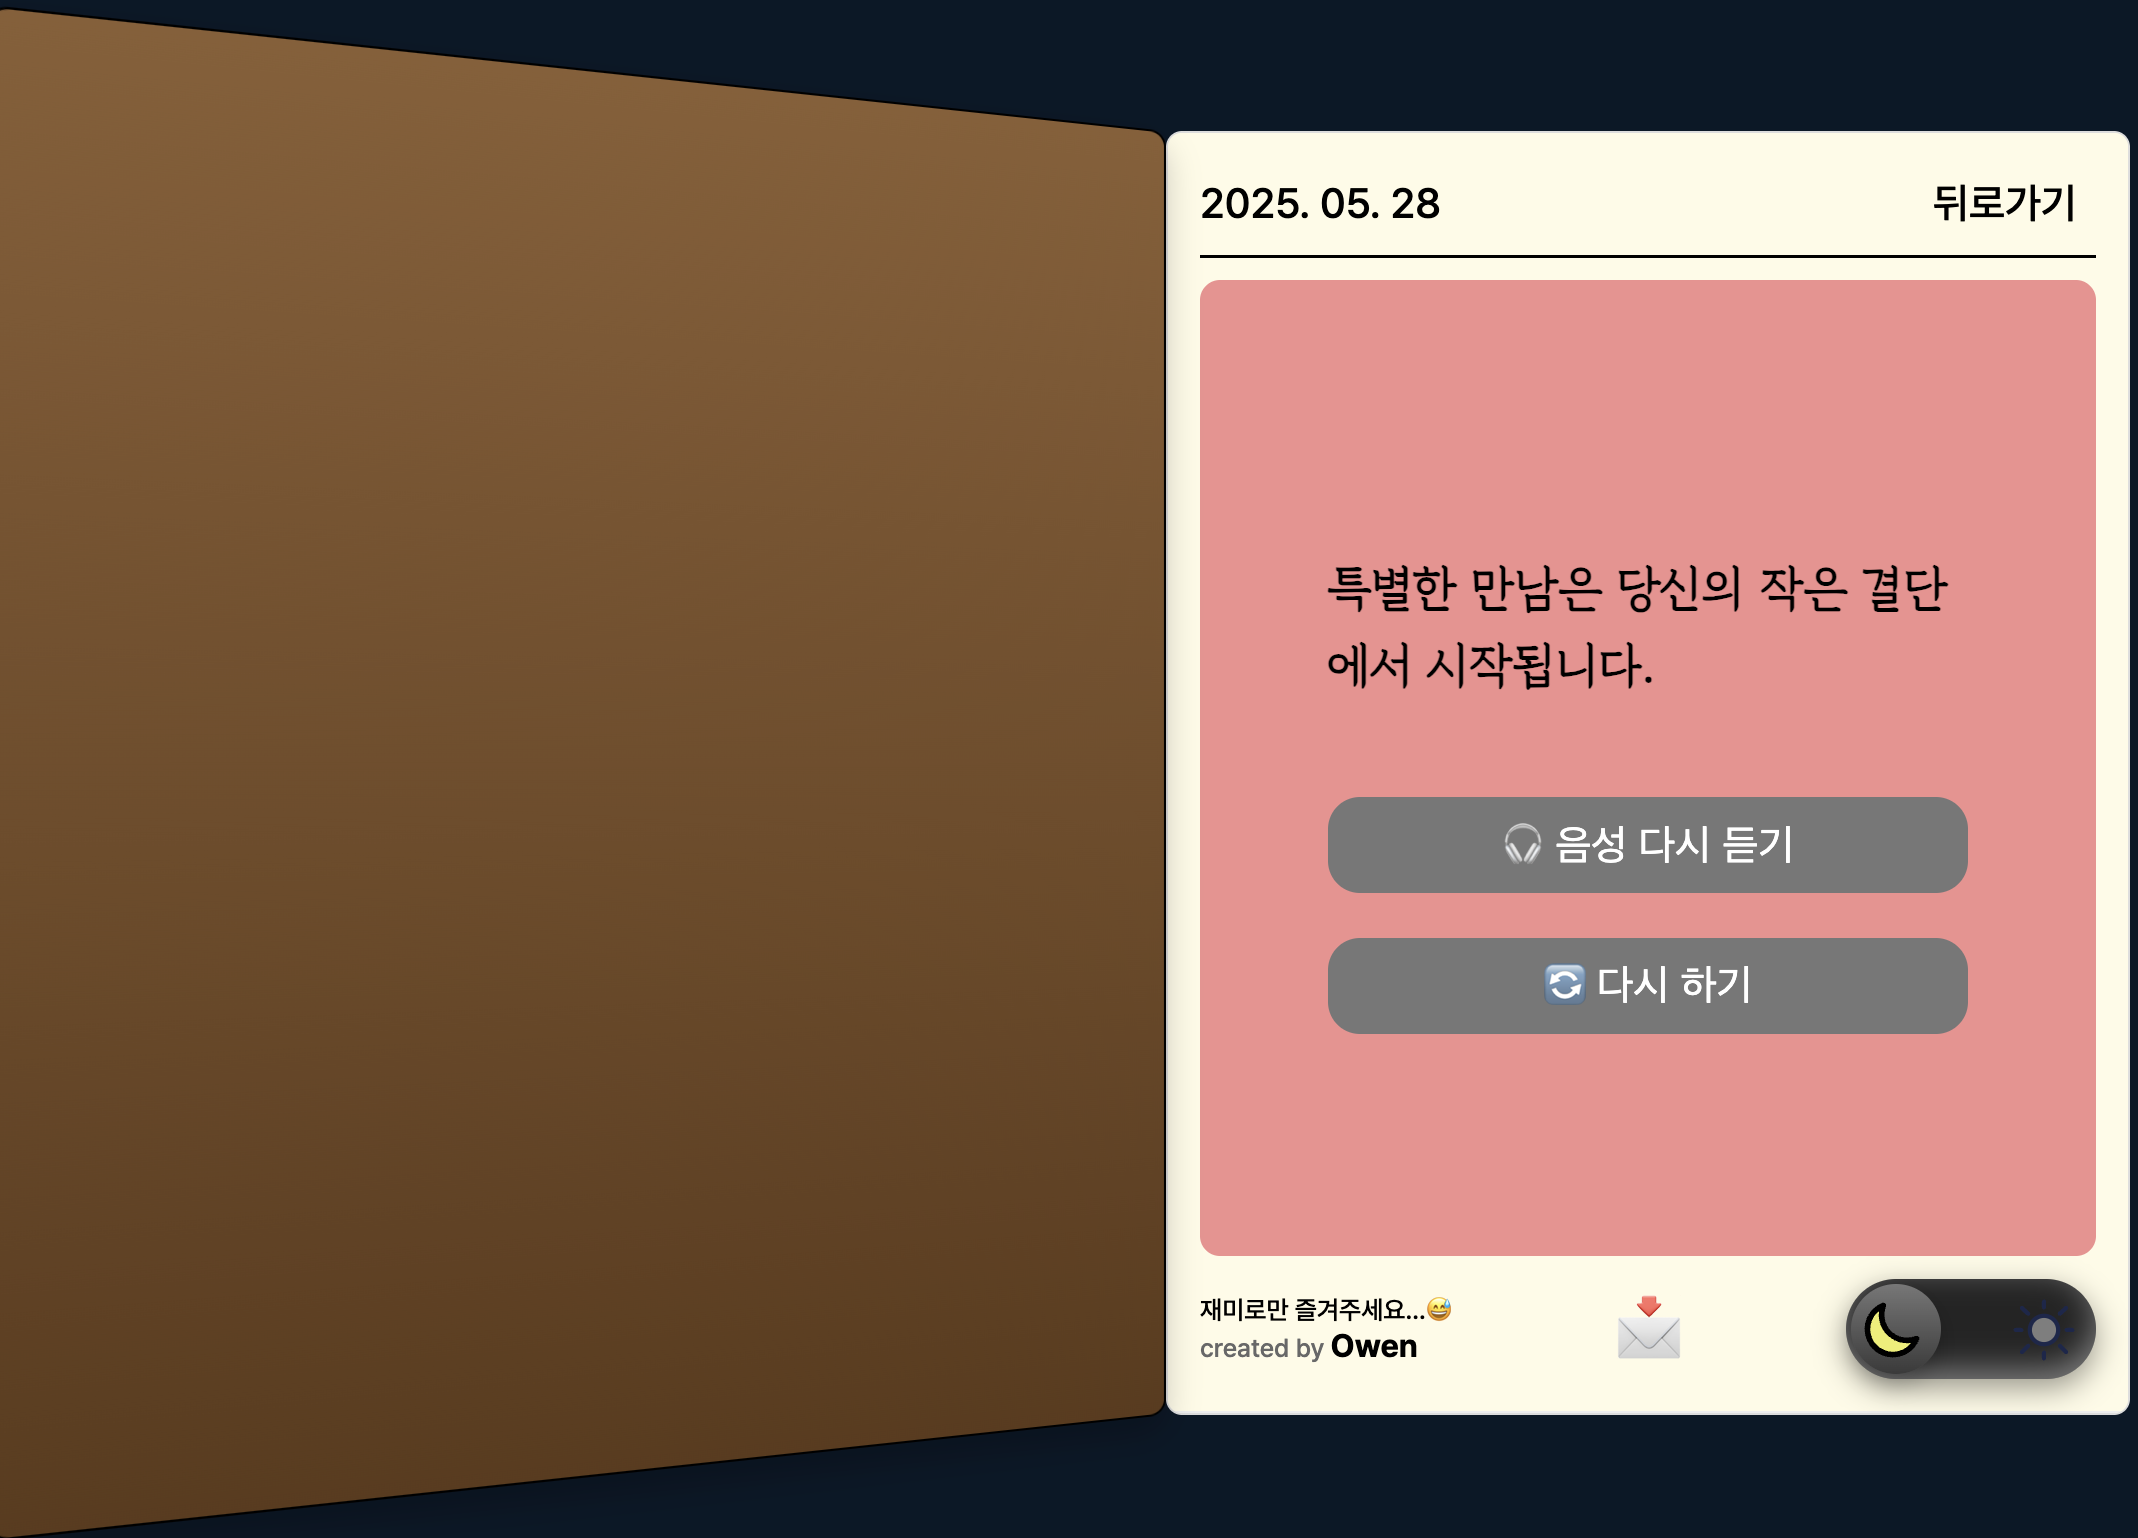 2025. 05. 28
뒤로가기
특별한 만남은 당신의 작은 결단
에서 시작됩니다.
🎧 음성 다시 듣기
🔄 다시 하기
재미로만 즐겨주세요...😅
created by Owen